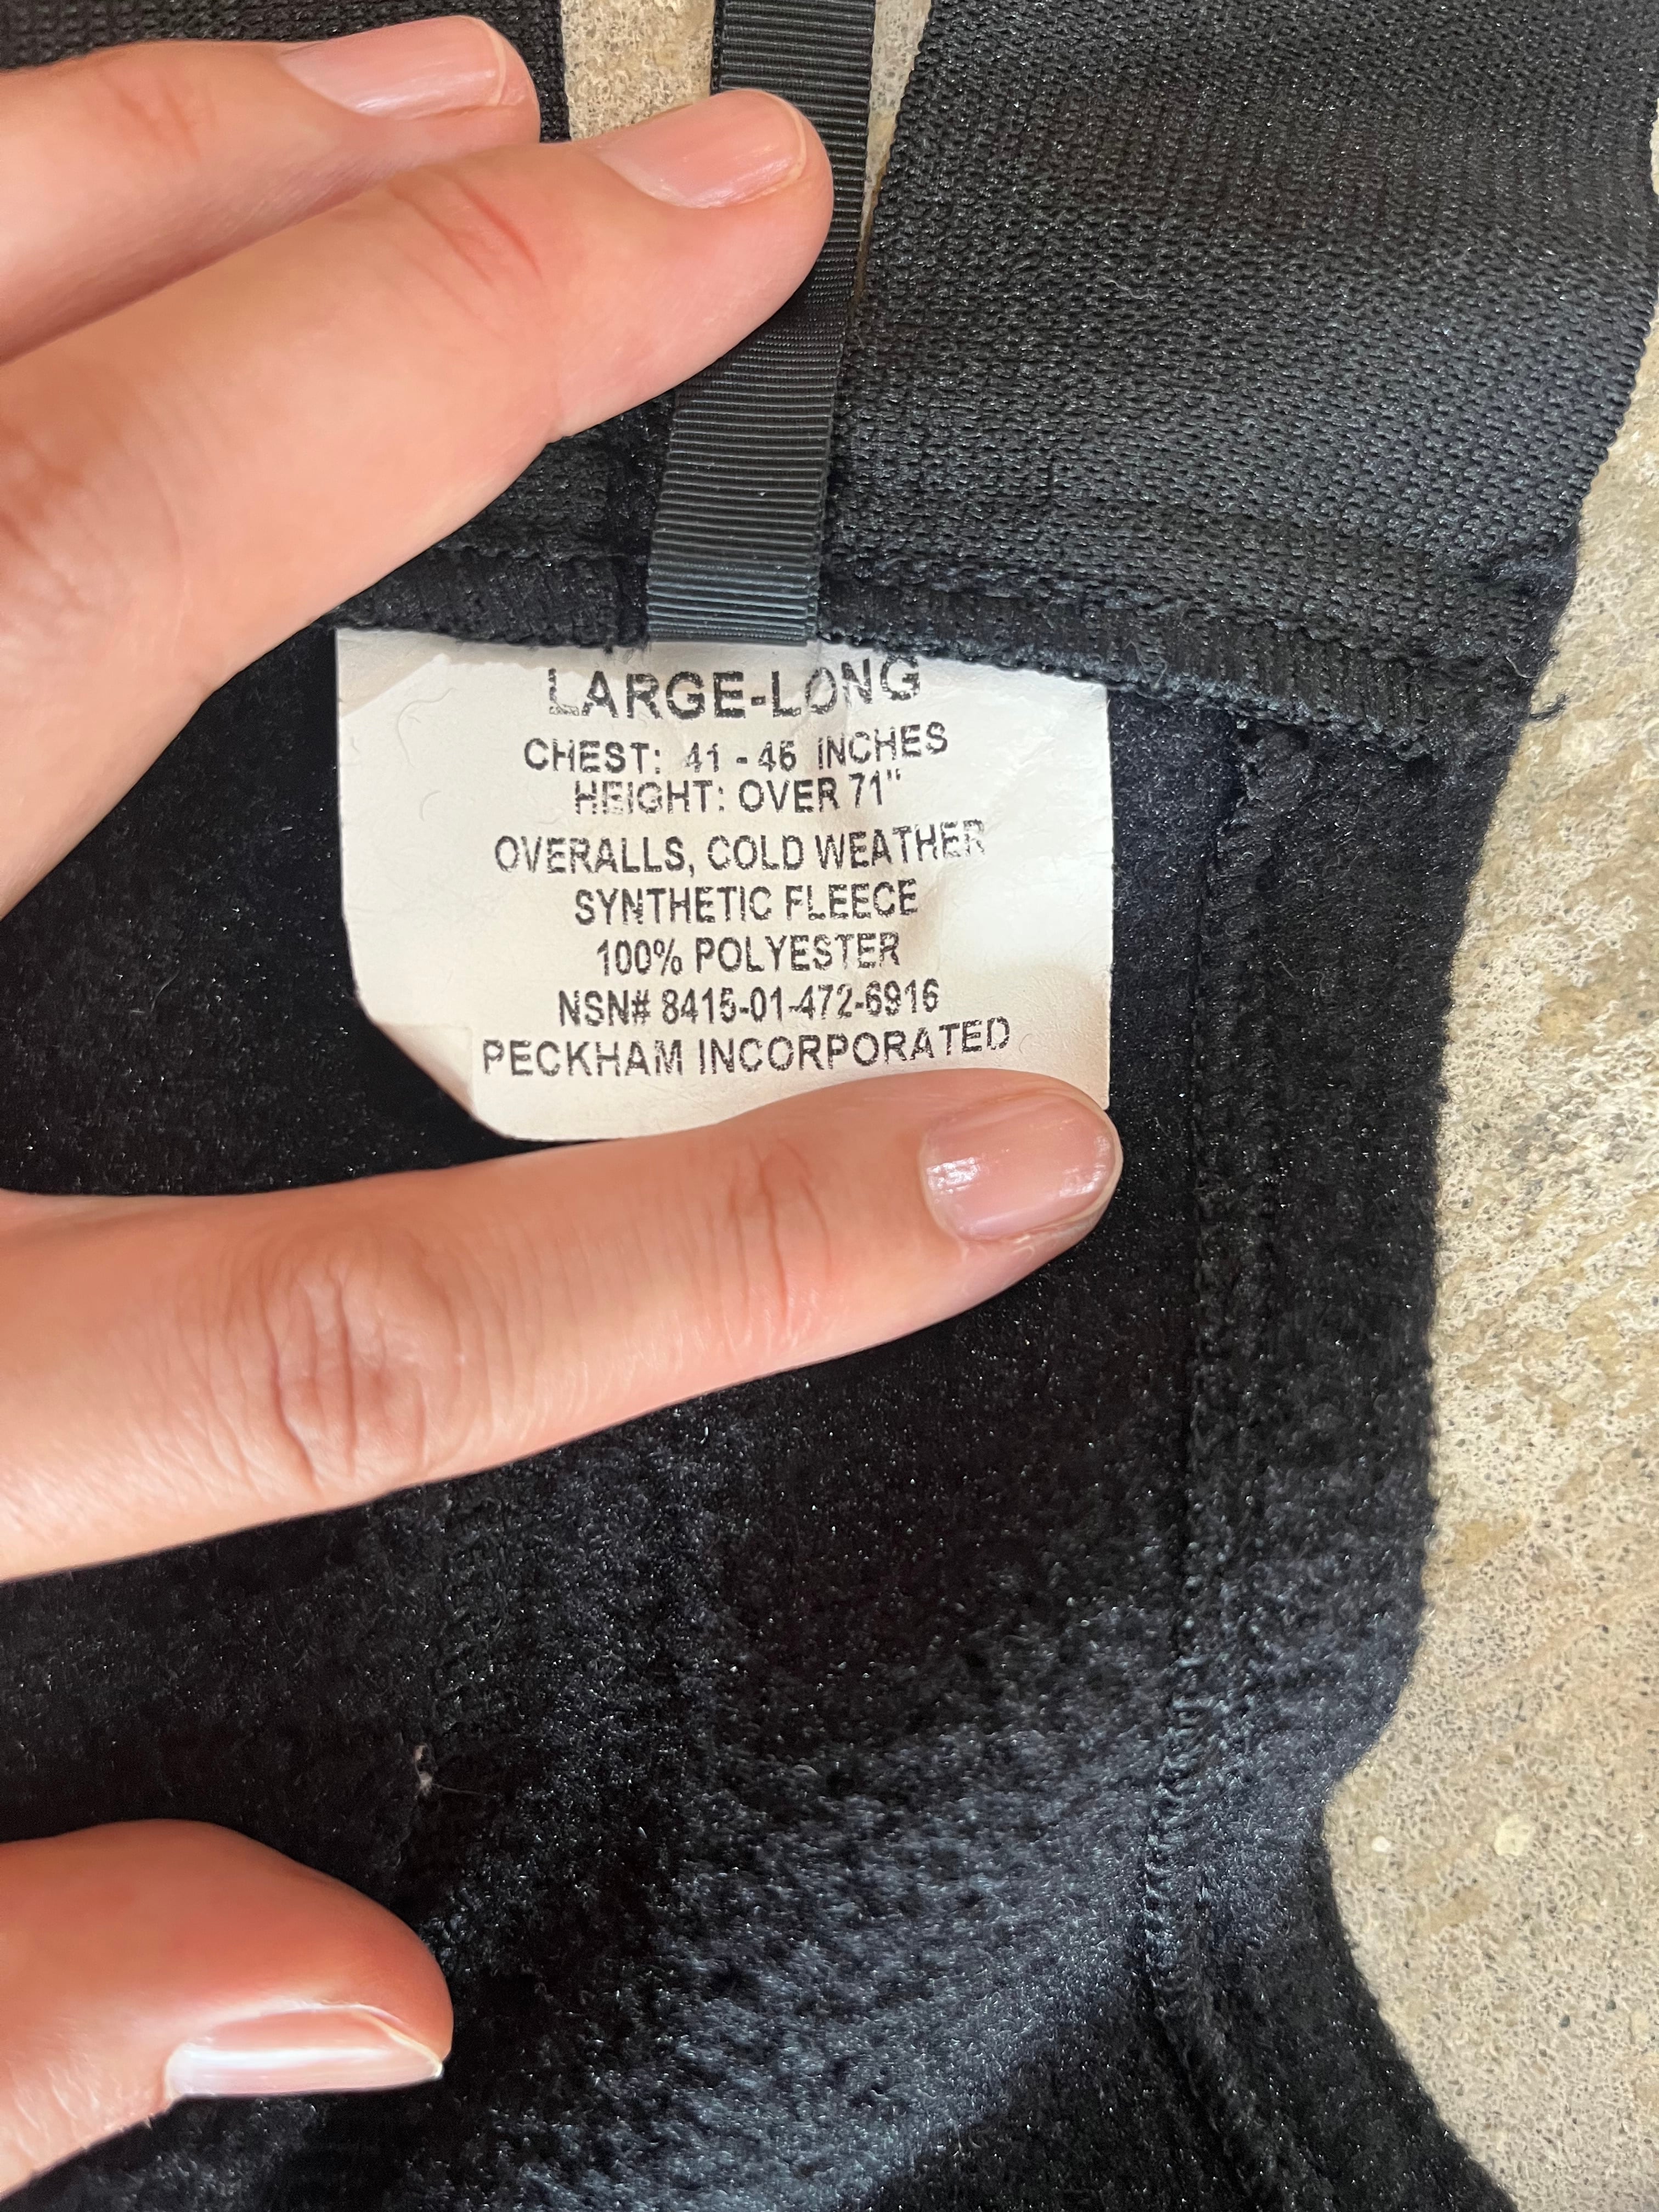 LARGE-LONG
CHEST: 41 - 45 INCHES
HEIGHT: OVER 71"
OVERALLS, COLD WEATHER
SYNTHETIC FLEECE
100% POLYESTER
NSN# 8415-01-472-6916
PECKHAM INCORPORATED